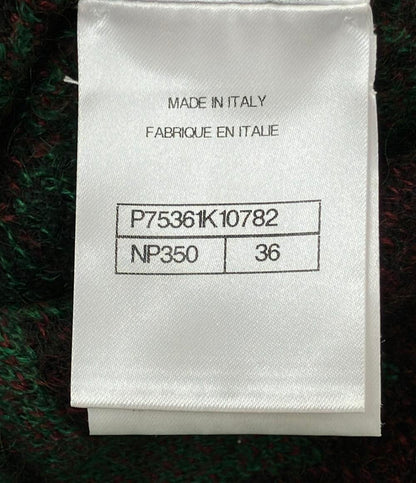 MADE IN ITALY
FABRIQUE EN ITALIE
P75361K10782
NP350 36